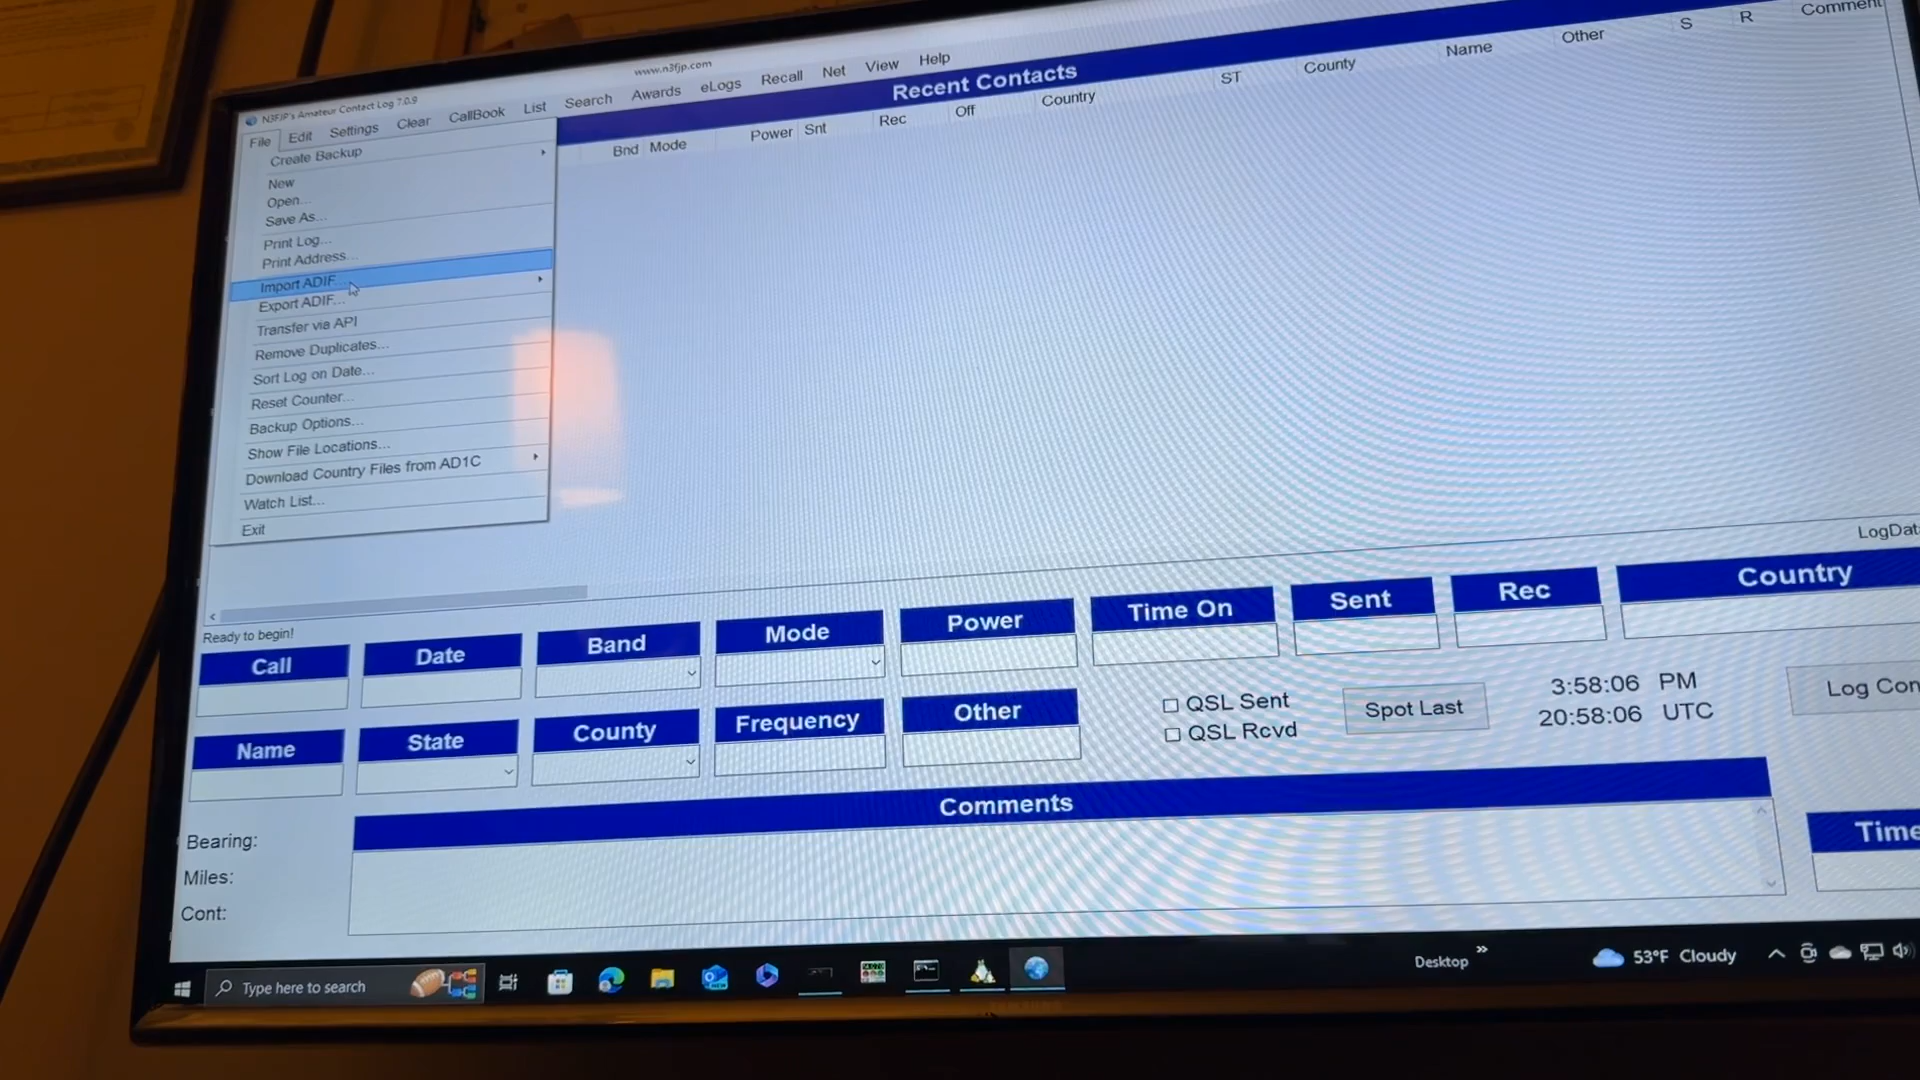 www.n3fjp.com
N3FJP's Amateur Contact Log 7.0.9
File Edit Settings Clear CallBook List Search Awards eLogs Recall Net View Help
Recent Contacts
Bnd Mode Power Snt Rec Off Country ST County Name Other S R Comment
Create Backup
New
Open...
Save As...
Print Log...
Print Address...
Import ADIF...
Export ADIF...
Transfer via API
Remove Duplicates...
Sort Log on Date...
Reset Counter...
Backup Options...
Show File Locations...
Download Country Files from AD1C
Watch List...
Exit
LogData
Ready to begin!
Call Date Band Mode Power Time On Sent Rec Country
Name State County Frequency Other
QSL Sent
QSL Rcvd
Spot Last
3:58:06 PM
20:58:06 UTC
Log Con
Comments
Bearing:
Miles:
Cont:
Time
Type here to search
NEW
Desktop
53°F Cloudy